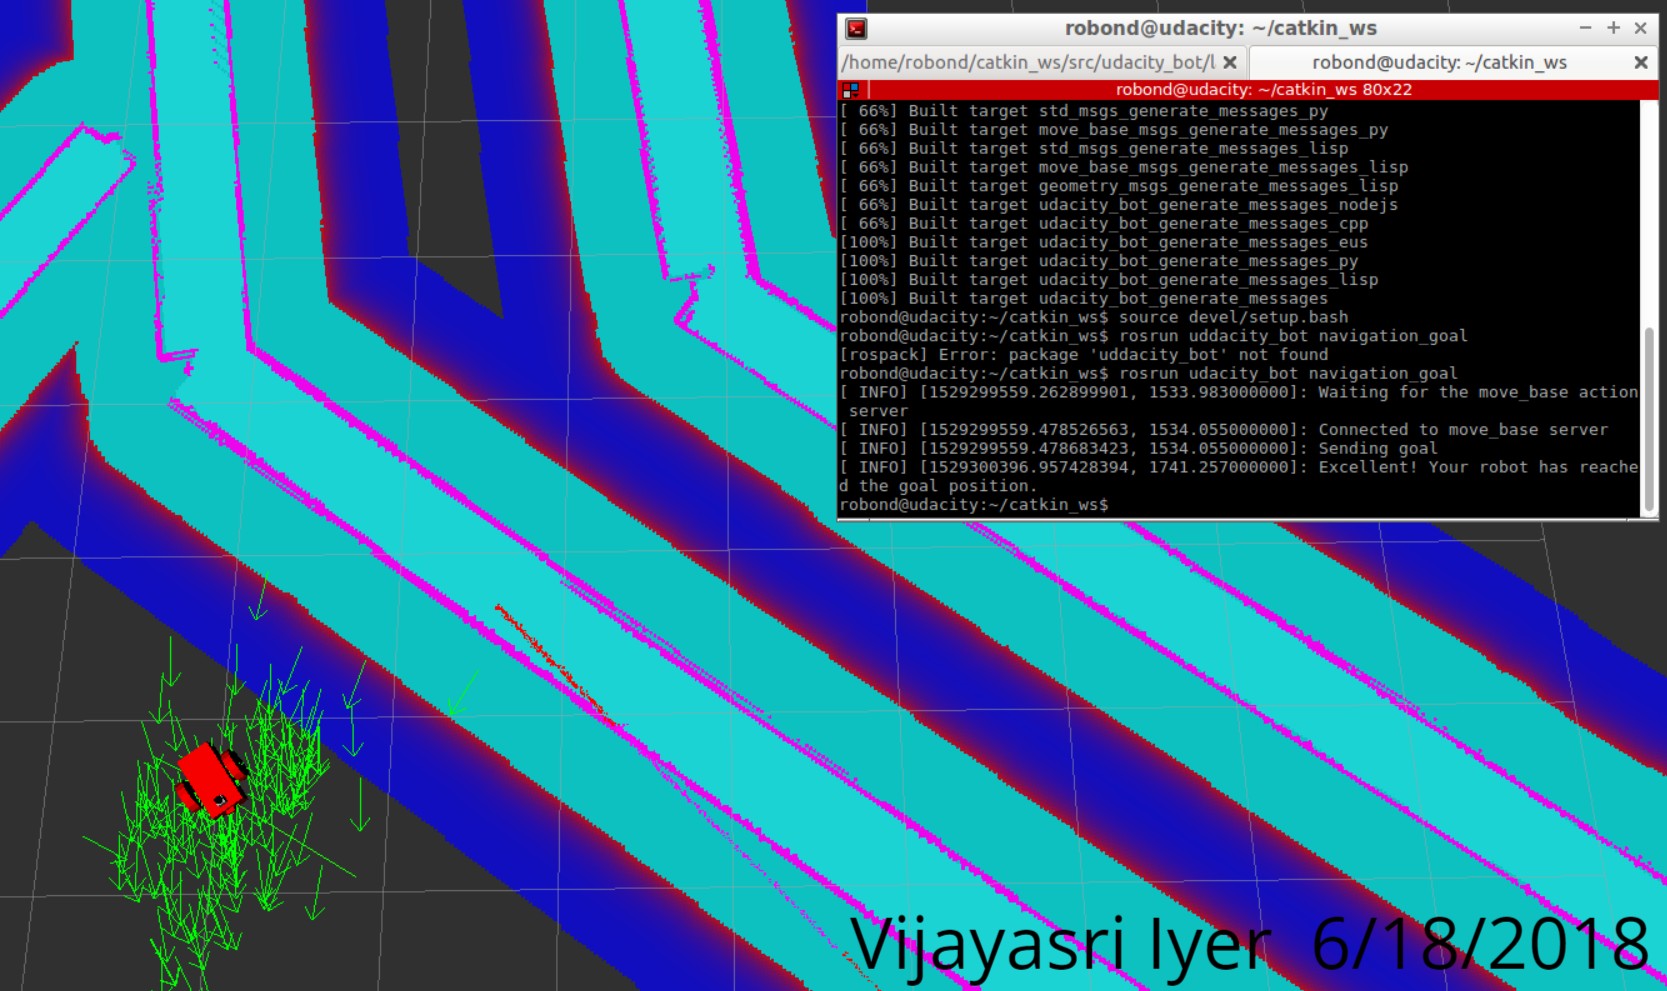 robond@udacity: ~/catkin_ws
/home/robond/catkin_ws/src/udacity_bot/l
robond@udacity: ~/catkin_ws
robond@udacity: ~/catkin_ws 80x22
[ 66%] Built target std_msgs_generate_messages_py
[ 66%] Built target move_base_msgs_generate_messages_py
[ 66%] Built target std_msgs_generate_messages_lisp
[ 66%] Built target move_base_msgs_generate_messages_lisp
[ 66%] Built target geometry_msgs_generate_messages_lisp
[ 66%] Built target udacity_bot_generate_messages_nodejs
[ 66%] Built target udacity_bot_generate_messages_cpp
[100%] Built target udacity_bot_generate_messages_eus
[100%] Built target udacity_bot_generate_messages_py
[100%] Built target udacity_bot_generate_messages_lisp
[100%] Built target udacity_bot_generate_messages
robond@udacity:~/catkin_ws$ source devel/setup.bash
robond@udacity:~/catkin_ws$ rosrun uddacity_bot navigation_goal
[rospack] Error: package 'uddacity_bot' not found
robond@udacity:~/catkin_ws$ rosrun udacity_bot navigation_goal
[ INFO] [1529299559.262899901, 1533.983000000]: Waiting for the move_base action
server
[ INFO] [1529299559.478526563, 1534.055000000]: Connected to move_base server
[ INFO] [1529299559.478683423, 1534.055000000]: Sending goal
[ INFO] [1529300396.957428394, 1741.257000000]: Excellent! Your robot has reache
d the goal position.
robond@udacity:~/catkin_ws$
Vijayasri Iyer 6/18/2018